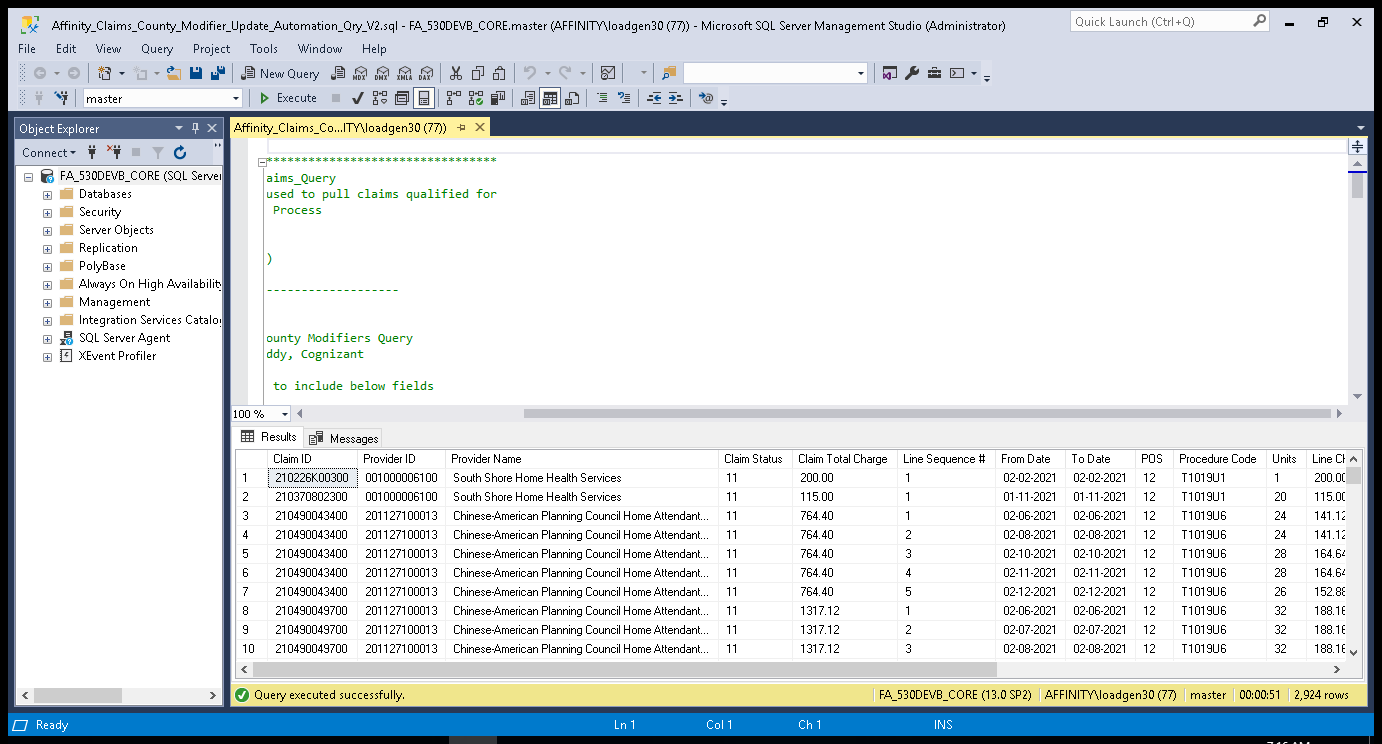 Affinity_Claims_County_Modifier_Update_Automation_Qry_V2.sql - FA_530DEVB_CORE.master (AFFINITY\loadgen30 (77)) - Microsoft SQL Server Management Studio (Administrator)
Quick Launch (Ctrl+Q)
File Edit View Query Project Tools Window Help
New Query MDX DMX XMLA DAX
master Execute
Object Explorer
Affinity_Claims_Co...ITY\loadgen30 (77))
Connect
FA_530DEVB_CORE (SQL Server
Databases
Security
Server Objects
Replication
PolyBase
Always On High Availability
Management
Integration Services Catalo
SQL Server Agent
XEvent Profiler
*********************************
aims_Query
used to pull claims qualified for
Process
)
-------------------
ounty Modifiers Query
ddy, Cognizant
to include below fields
100 %
Results Messages
Claim ID Provider ID Provider Name Claim Status Claim Total Charge Line Sequence # From Date To Date POS Procedure Code Units Line Ch
1 210226K00300 001000006100 South Shore Home Health Services 11 200.00 1 02-02-2021 02-02-2021 12 T1019U1 1 200.00
2 210370802300 001000006100 South Shore Home Health Services 11 115.00 1 01-11-2021 01-11-2021 12 T1019U1 20 115.00
3 210490043400 201127100013 Chinese-American Planning Council Home Attendant... 11 764.40 1 02-06-2021 02-06-2021 12 T1019U6 24 141.12
4 210490043400 201127100013 Chinese-American Planning Council Home Attendant... 11 764.40 2 02-08-2021 02-08-2021 12 T1019U6 24 141.12
5 210490043400 201127100013 Chinese-American Planning Council Home Attendant... 11 764.40 3 02-10-2021 02-10-2021 12 T1019U6 28 164.64
6 210490043400 201127100013 Chinese-American Planning Council Home Attendant... 11 764.40 4 02-11-2021 02-11-2021 12 T1019U6 28 164.64
7 210490043400 201127100013 Chinese-American Planning Council Home Attendant... 11 764.40 5 02-12-2021 02-12-2021 12 T1019U6 26 152.88
8 210490049700 201127100013 Chinese-American Planning Council Home Attendant... 11 1317.12 1 02-06-2021 02-06-2021 12 T1019U6 32 188.16
9 210490049700 201127100013 Chinese-American Planning Council Home Attendant... 11 1317.12 2 02-07-2021 02-07-2021 12 T1019U6 32 188.16
10 210490049700 201127100013 Chinese-American Planning Council Home Attendant... 11 1317.12 3 02-08-2021 02-08-2021 12 T1019U6 32 188.16
Query executed successfully. FA_530DEVB_CORE (13.0 SP2) AFFINITY\loadgen30 (77) master 00:00:51 2,924 rows
Ready Ln 1 Col 1 Ch 1 INS